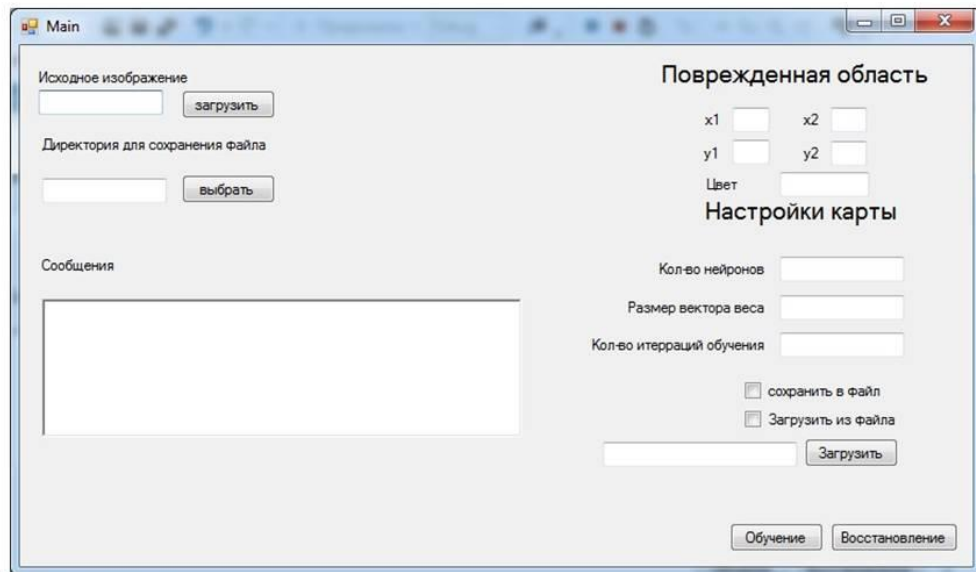 Main
Исходное изображение
загрузить
Директория для сохранения файла
выбрать
Сообщения
Поврежденная область
x1 x2
y1 y2
Цвет
Настройки карты
Кол-во нейронов
Размер вектора веса
Кол-во итерраций обучения
сохранить в файл
Загрузить из файла
Загрузить
Обучение Восстановление